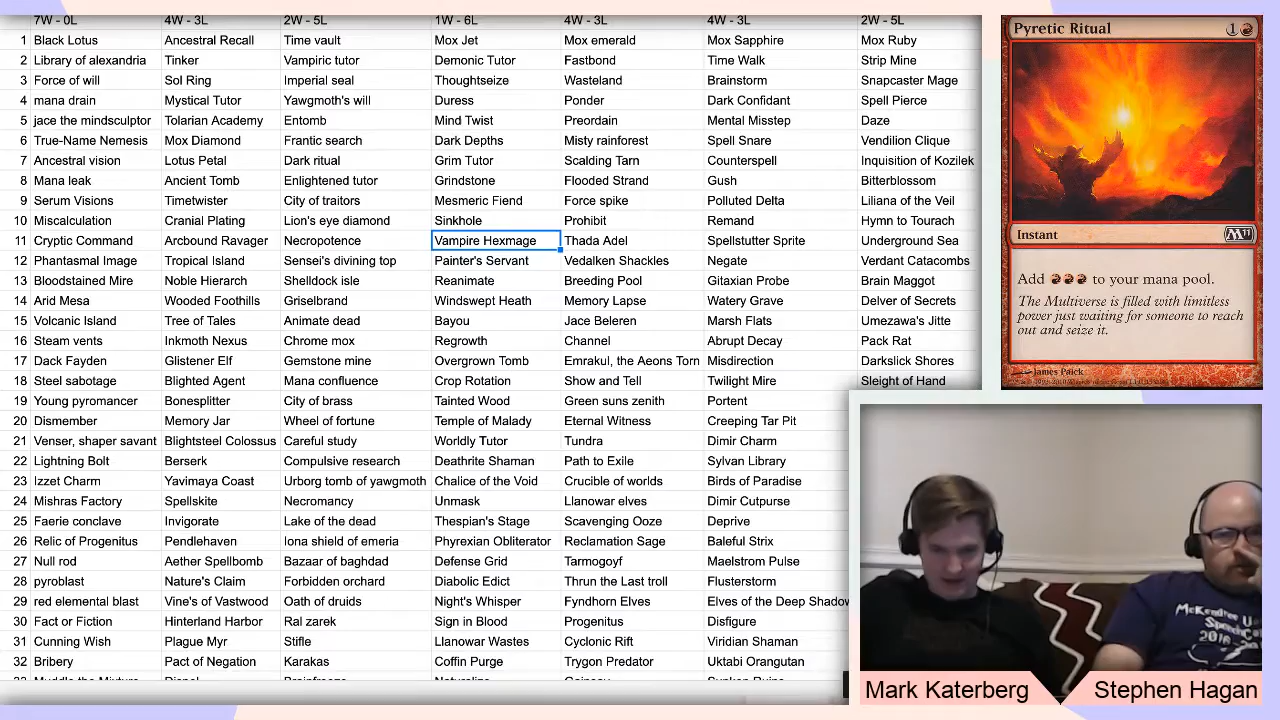 7W - 0L 4W - 3L 2W - 5L 1W - 6L 4W - 3L 4W - 3L 2W - 5L
1 Black Lotus Ancestral Recall Time vault Mox Jet Mox emerald Mox Sapphire Mox Ruby
2 Library of alexandria Tinker Vampiric tutor Demonic Tutor Fastbond Time Walk Strip Mine
3 Force of will Sol Ring Imperial seal Thoughtseize Wasteland Brainstorm Snapcaster Mage
4 mana drain Mystical Tutor Yawgmoth's will Duress Ponder Dark Confidant Spell Pierce
5 jace the mindsculptor Tolarian Academy Entomb Mind Twist Preordain Mental Misstep Daze
6 True-Name Nemesis Mox Diamond Frantic search Dark Depths Misty rainforest Spell Snare Vendilion Clique
7 Ancestral vision Lotus Petal Dark ritual Grim Tutor Scalding Tarn Counterspell Inquisition of Kozilek
8 Mana leak Ancient Tomb Enlightened tutor Grindstone Flooded Strand Gush Bitterblossom
9 Serum Visions Timetwister City of traitors Mesmeric Fiend Force spike Polluted Delta Liliana of the Veil
10 Miscalculation Cranial Plating Lion's eye diamond Sinkhole Prohibit Remand Hymn to Tourach
11 Cryptic Command Arcbound Ravager Necropotence Vampire Hexmage Thada Adel Spellstutter Sprite Underground Sea
12 Phantasmal Image Tropical Island Sensei's divining top Painter's Servant Vedalken Shackles Negate Verdant Catacombs
13 Bloodstained Mire Noble Hierarch Shelldock isle Reanimate Breeding Pool Gitaxian Probe Brain Maggot
14 Arid Mesa Wooded Foothills Griselbrand Windswept Heath Memory Lapse Watery Grave Delver of Secrets
15 Volcanic Island Tree of Tales Animate dead Bayou Jace Beleren Marsh Flats Umezawa's Jitte
16 Steam vents Inkmoth Nexus Chrome mox Regrowth Channel Abrupt Decay Pack Rat
17 Dack Fayden Glistener Elf Gemstone mine Overgrown Tomb Emrakul, the Aeons Torn Misdirection Darkslick Shores
18 Steel sabotage Blighted Agent Mana confluence Crop Rotation Show and Tell Twilight Mire Sleight of Hand
19 Young pyromancer Bonesplitter City of brass Tainted Wood Green suns zenith Portent
20 Dismember Memory Jar Wheel of fortune Temple of Malady Eternal Witness Creeping Tar Pit
21 Venser, shaper savant Blightsteel Colossus Careful study Worldly Tutor Tundra Dimir Charm
22 Lightning Bolt Berserk Compulsive research Deathrite Shaman Path to Exile Sylvan Library
23 Izzet Charm Yavimaya Coast Urborg tomb of yawgmoth Chalice of the Void Crucible of worlds Birds of Paradise
24 Mishras Factory Spellskite Necromancy Unmask Llanowar elves Dimir Cutpurse
25 Faerie conclave Invigorate Lake of the dead Thespian's Stage Scavenging Ooze Deprive
26 Relic of Progenitus Pendlehaven Iona shield of emeria Phyrexian Obliterator Reclamation Sage Baleful Strix
27 Null rod Aether Spellbomb Bazaar of baghdad Defense Grid Tarmogoyf Maelstrom Pulse
28 pyroblast Nature's Claim Forbidden orchard Diabolic Edict Thrun the Last troll Flusterstorm
29 red elemental blast Vine's of Vastwood Oath of druids Night's Whisper Fyndhorn Elves Elves of the Deep Shadow
30 Fact or Fiction Hinterland Harbor Ral zarek Sign in Blood Progenitus Disfigure
31 Cunning Wish Plague Myr Stifle Llanowar Wastes Cyclonic Rift Viridian Shaman
32 Bribery Pact of Negation Karakas Coffin Purge Trygon Predator Uktabi Orangutan
Pyretic Ritual 1
Instant M11
Add to your mana pool.
The Multiverse is filled with limitless
power just waiting for someone to reach
out and seize it.
James Paick
Mark Katerberg Stephen Hagan